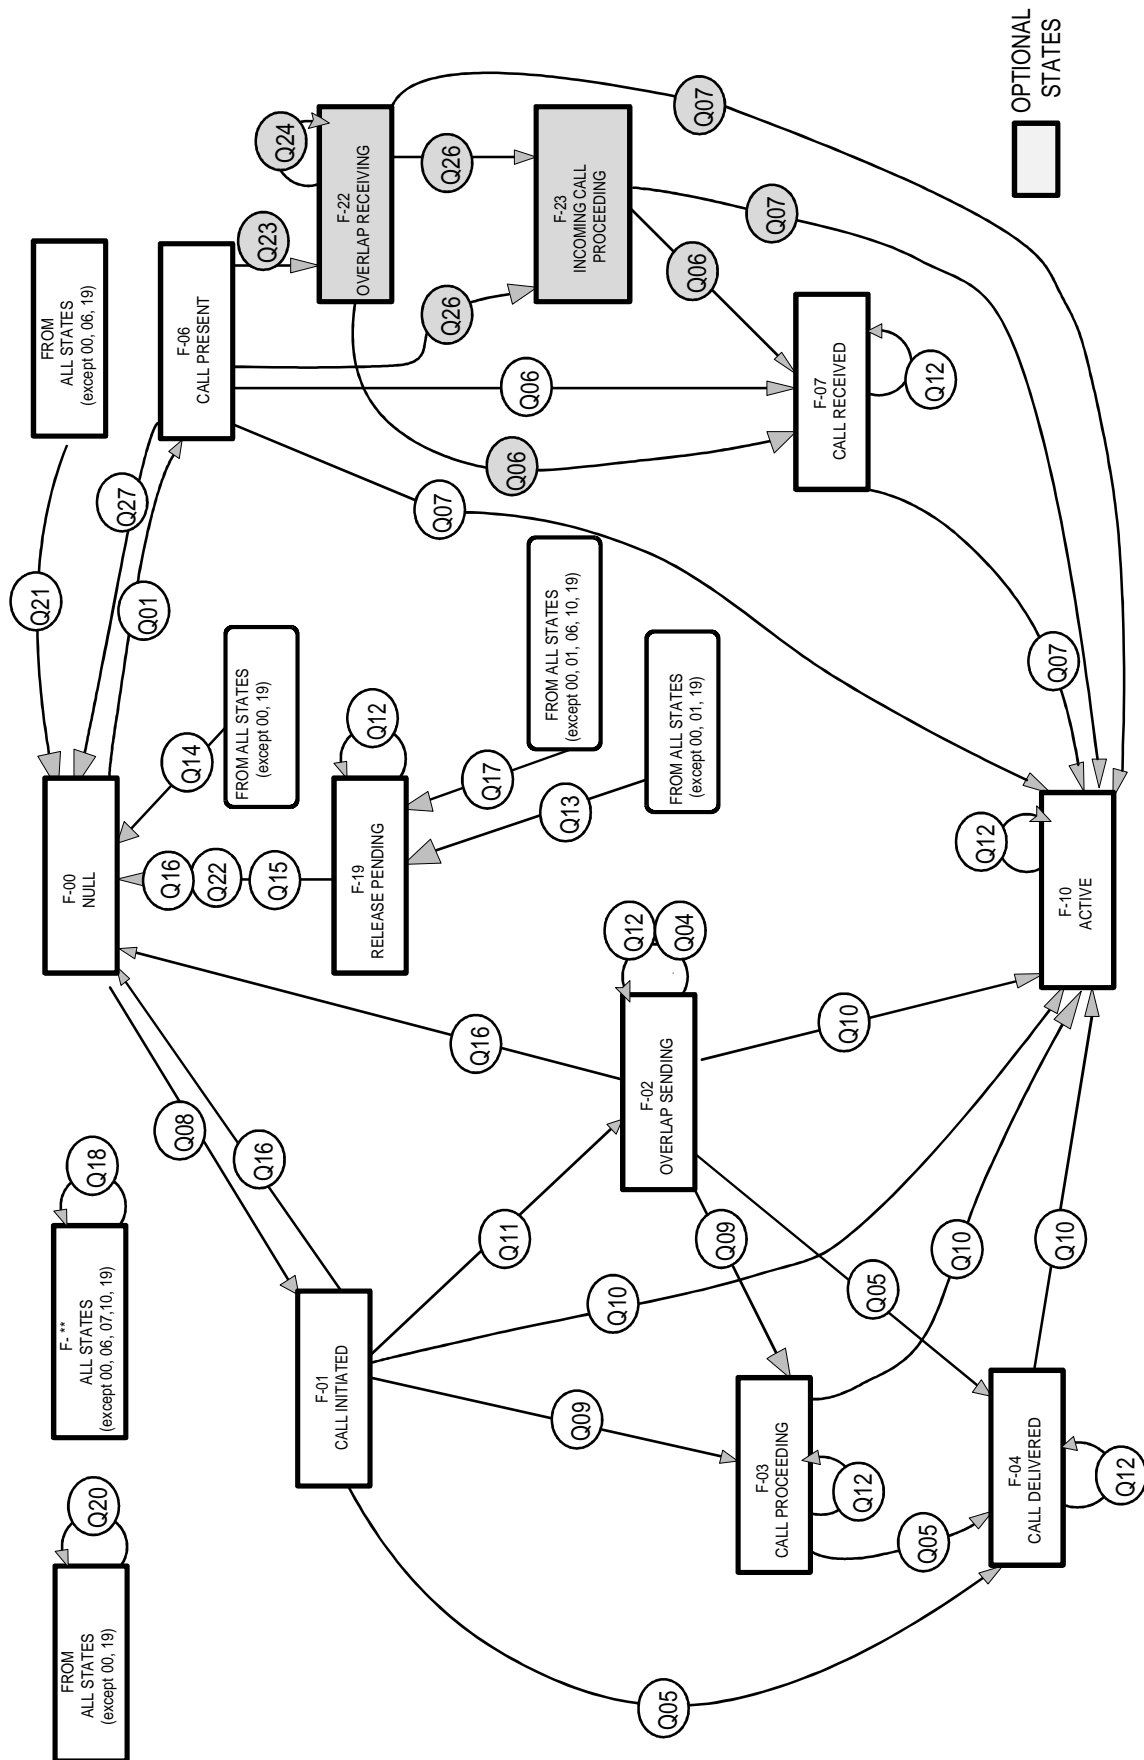 FROM
ALL STATES
(except 00, 19)
Q20
F- **
ALL STATES
(except 00, 06, 07,10, 19)
Q18
F-00
NULL
Q21
FROM
ALL STATES
(except 00, 06, 19)
Q27
Q01
F-06
CALL PRESENT
Q08
Q16
Q16
Q22
Q15
Q14
FROM ALL STATES
(except 00, 19)
Q23
Q24
F-01
CALL INITIATED
F-19
RELEASE PENDING
Q12
F-22
OVERLAP RECEIVING
Q16
Q17
Q07
Q26
Q26
Q11
Q13
FROM ALL STATES
(except 00, 01, 06, 10, 19)
Q06
Q06
F-23
INCOMING CALL
PROCEEDING
Q09
Q10
F-02
OVERLAP SENDING
Q12
Q04
FROM ALL STATES
(except 00, 01, 19)
Q05
Q09
Q06
Q07
Q07
F-03
CALL PROCEEDING
Q12
Q10
F-07
CALL RECEIVED
Q12
Q05
Q05
Q10
Q12
F-04
CALL DELIVERED
Q12
Q10
F-10
ACTIVE
Q07
OPTIONAL
STATES